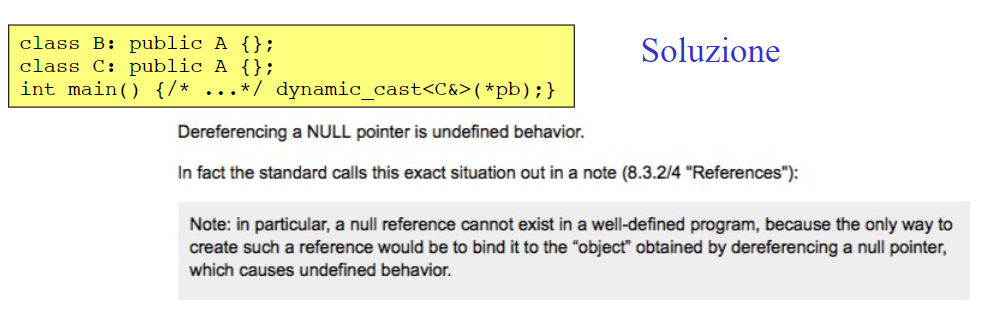 class B: public A {};
class C: public A {};
int main() {/* ...*/ dynamic_cast<C&>(*pb);}
Soluzione
Dereferencing a NULL pointer is undefined behavior.
In fact the standard calls this exact situation out in a note (8.3.2/4 "References"):
Note: in particular, a null reference cannot exist in a well-defined program, because the only way to
create such a reference would be to bind it to the “object” obtained by dereferencing a null pointer,
which causes undefined behavior.